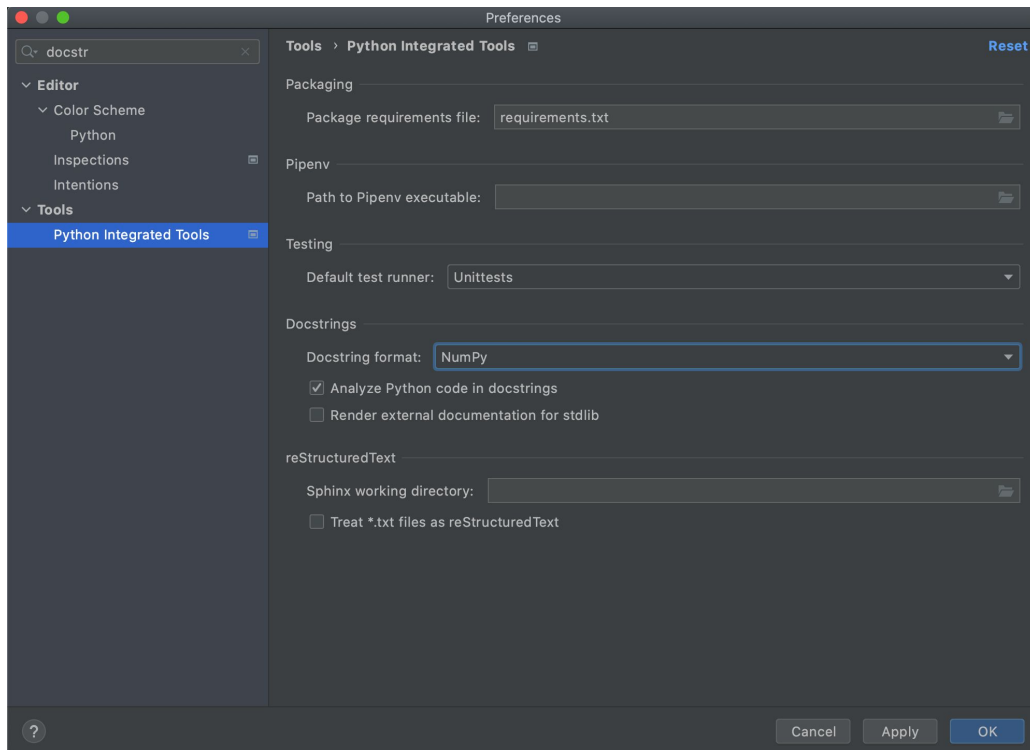 Preferences
docstr
Tools › Python Integrated Tools
Reset
Editor
Color Scheme
Python
Inspections
Intentions
Tools
Python Integrated Tools
Packaging
Package requirements file: requirements.txt
Pipenv
Path to Pipenv executable:
Testing
Default test runner: Unittests
Docstrings
Docstring format: NumPy
Analyze Python code in docstrings
Render external documentation for stdlib
reStructuredText
Sphinx working directory:
Treat *.txt files as reStructuredText
?
Cancel
Apply
OK